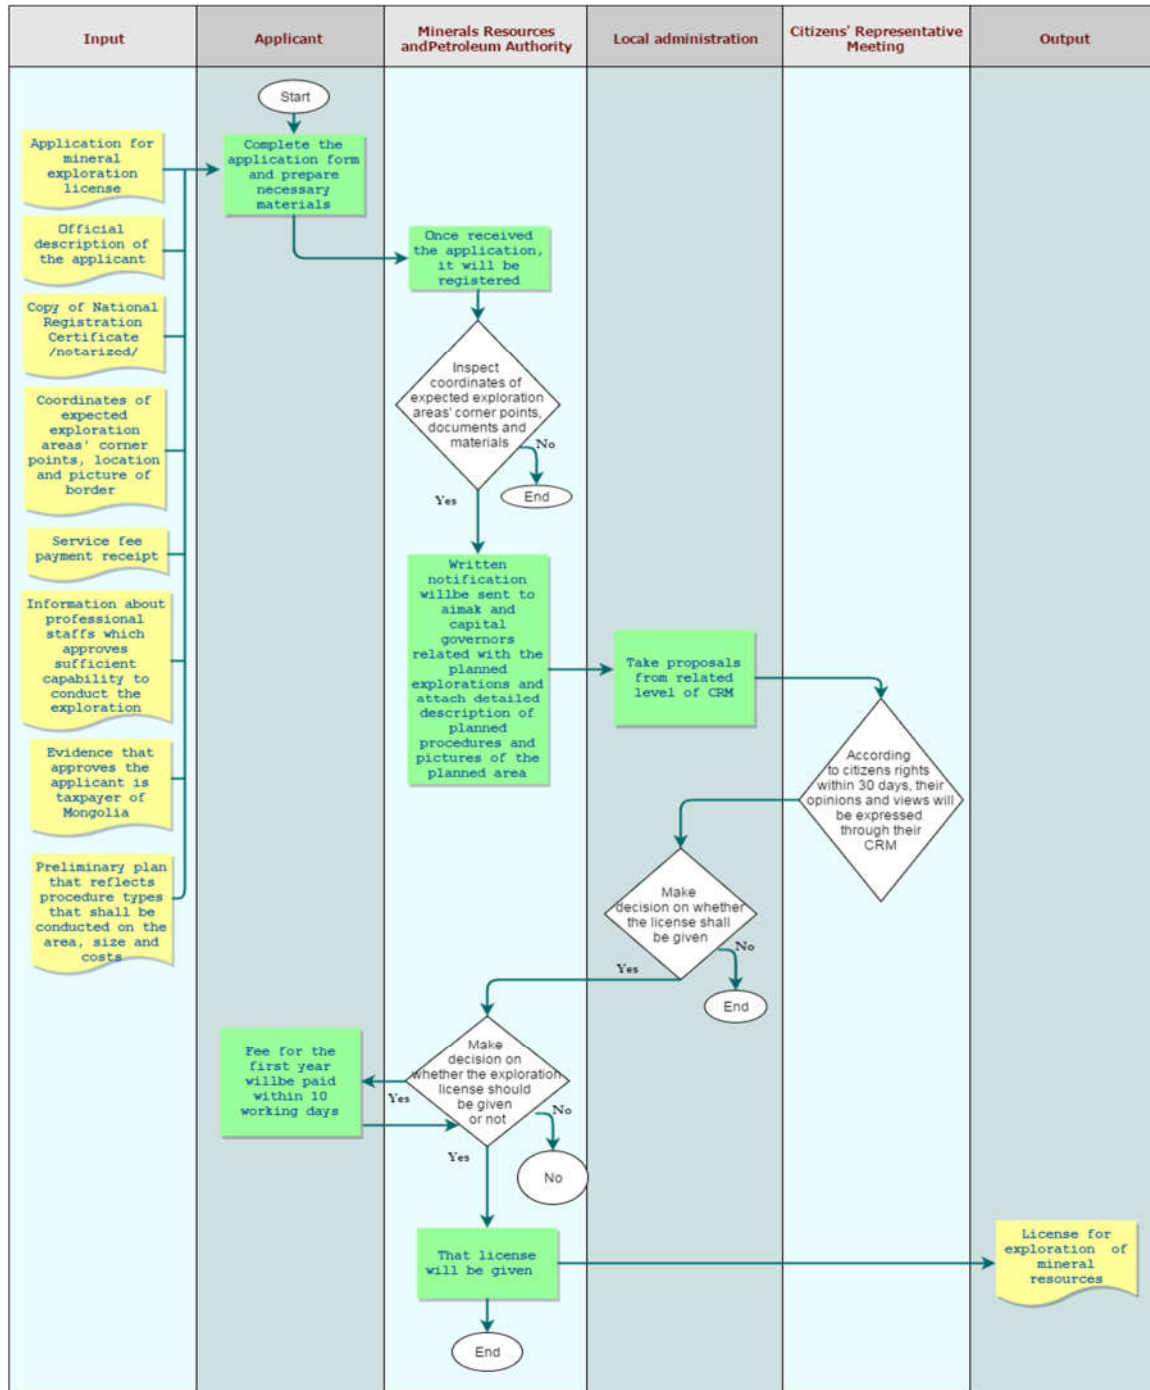 Input
Applicant
Minerals Resources
andPetroleum Authority
Local administration
Citizens' Representative
Meeting
Output
Start
Application for
mineral
exploration
license
Complete the
application form
and prepare
necessary
materials
Official
description of
the applicant
Once received
the application,
it will be
registered
Copy of National
Registration
Certificate
/notarized/
Inspect
coordinates of
expected exploration
areas' corner points,
documents and
materials
No
End
Yes
Coordinates of
expected
exploration
areas' corner
points, location
and picture of
border
Service fee
payment receipt
Written
notification
willbe sent to
aimak and
capital
governors
related with the
planned
explorations and
attach detailed
description of
planned
procedures and
pictures of the
planned area
Information about
professional
staffs which
approves
sufficient
capability to
conduct the
exploration
Take proposals
from related
level of CRM
According
to citizens rights
within 30 days, their
opinions and views will
be expressed
through their
CRM
Evidence that
approves the
applicant is
taxpayer of
Mongolia
Preliminary plan
that reflects
procedure types
that shall be
conducted on the
area, size and
costs
Make
decision on whether
the license shall
be given
No
End
Yes
Fee for the
first year
willbe paid
within 10
working days
Make
decision on
whether the exploration
license should
be given
or not
Yes
No
No
Yes
That license
will be given
License for
exploration of
mineral
resources
End